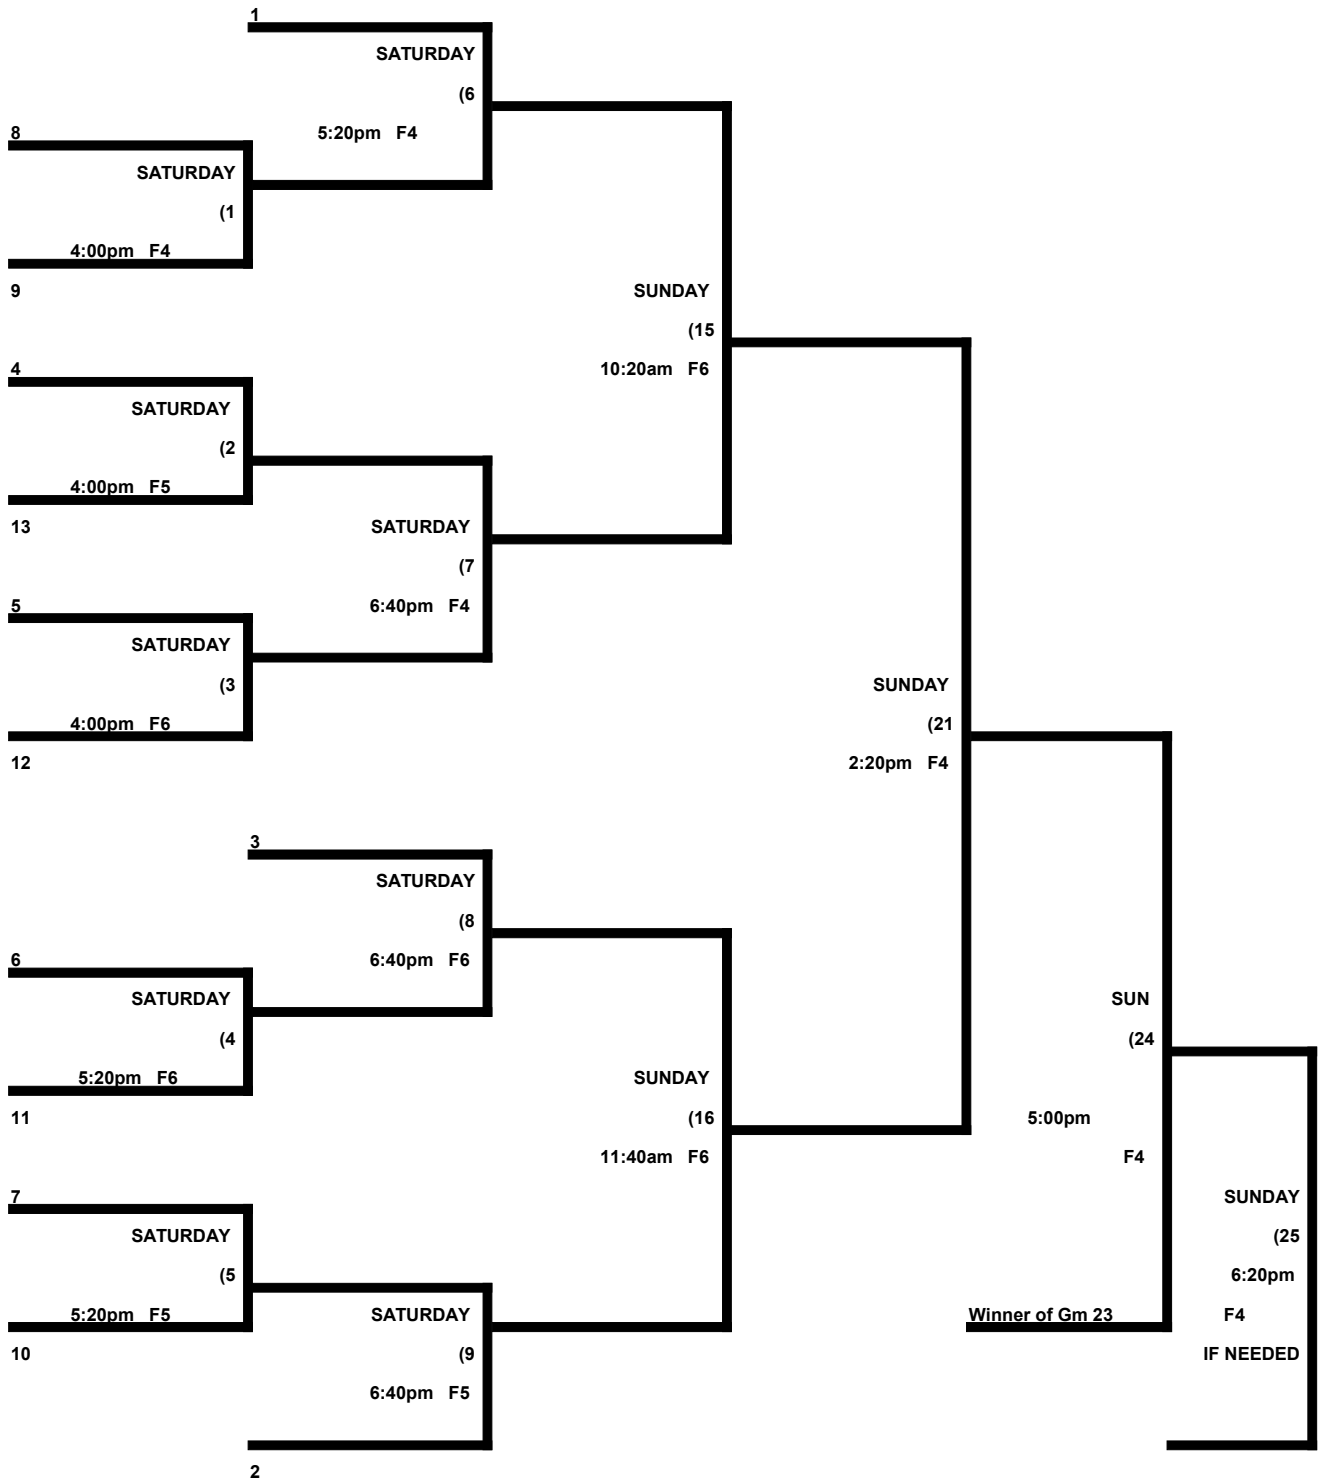 1
SATURDAY
(6
5:20pm F4
8
SATURDAY
(1
4:00pm F4
9
SUNDAY
(15
10:20am F6
4
SATURDAY
(2
4:00pm F5
13
SATURDAY
(7
6:40pm F4
5
SATURDAY
(3
4:00pm F6
12
SUNDAY
(21
2:20pm F4
3
SATURDAY
(8
6:40pm F6
6
SATURDAY
(4
5:20pm F6
11
SUNDAY
(16
11:40am F6
SUN
(24
5:00pm
F4
7
SATURDAY
(5
5:20pm F5
10
SATURDAY
(9
6:40pm F5
2
Winner of Gm 23
SUNDAY
(25
6:20pm
F4
IF NEEDED